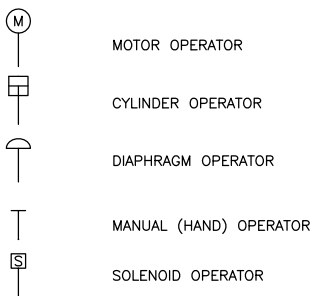 M
MOTOR OPERATOR
CYLINDER OPERATOR
DIAPHRAGM OPERATOR
MANUAL (HAND) OPERATOR
S
SOLENOID OPERATOR